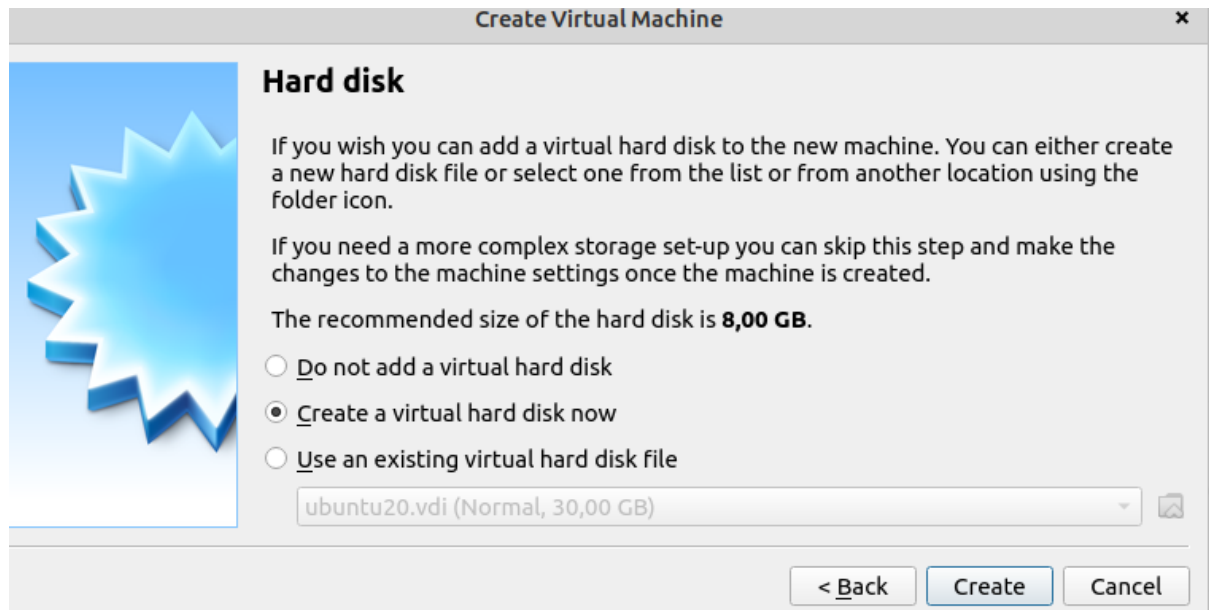 Create Virtual Machine
Hard disk
If you wish you can add a virtual hard disk to the new machine. You can either create
a new hard disk file or select one from the list or from another location using the
folder icon.
If you need a more complex storage set-up you can skip this step and make the
changes to the machine settings once the machine is created.
The recommended size of the hard disk is 8,00 GB.
Do not add a virtual hard disk
Create a virtual hard disk now
Use an existing virtual hard disk file
ubuntu20.vdi (Normal, 30,00 GB)
< Back Create Cancel